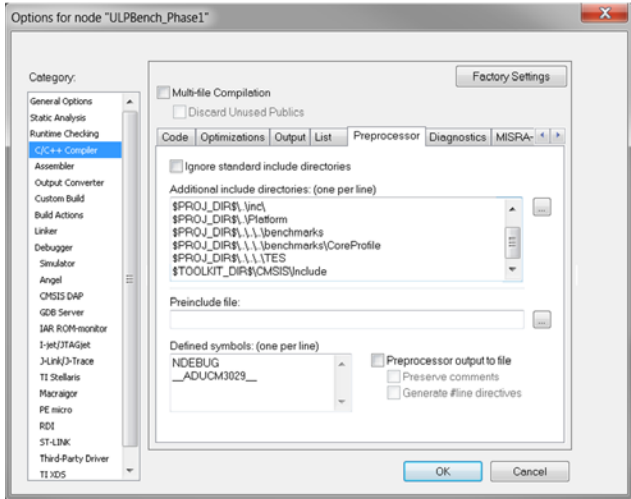 Options for node "ULPBench_Phase1"
Category:
General Options
Static Analysis
Runtime Checking
C/C++ Compiler
Assembler
Output Converter
Custom Build
Build Actions
Linker
Debugger
Simulator
Angel
CMSIS DAP
GDB Server
IAR ROM-monitor
I-jet/JTAGjet
J-Link/J-Trace
TI Stellaris
Macraigor
PE micro
RDI
ST-LINK
Third-Party Driver
TI XDS
Factory Settings
Multi-file Compilation
Discard Unused Publics
Code Optimizations Output List Preprocessor Diagnostics MISRA-
Ignore standard include directories
Additional include directories: (one per line)
$PROJ_DIR$\..\inc\
$PROJ_DIR$\..\Platform
$PROJ_DIR$\..\..\benchmarks
$PROJ_DIR$\..\..\benchmarks\CoreProfile
$PROJ_DIR$\..\..\TES
$TOOLKIT_DIR$\CMSIS\Include
...
Preinclude file:
...
Defined symbols: (one per line)
NDEBUG
__ADUCM3029__
Preprocessor output to file
Preserve comments
Generate #line directives
OK Cancel